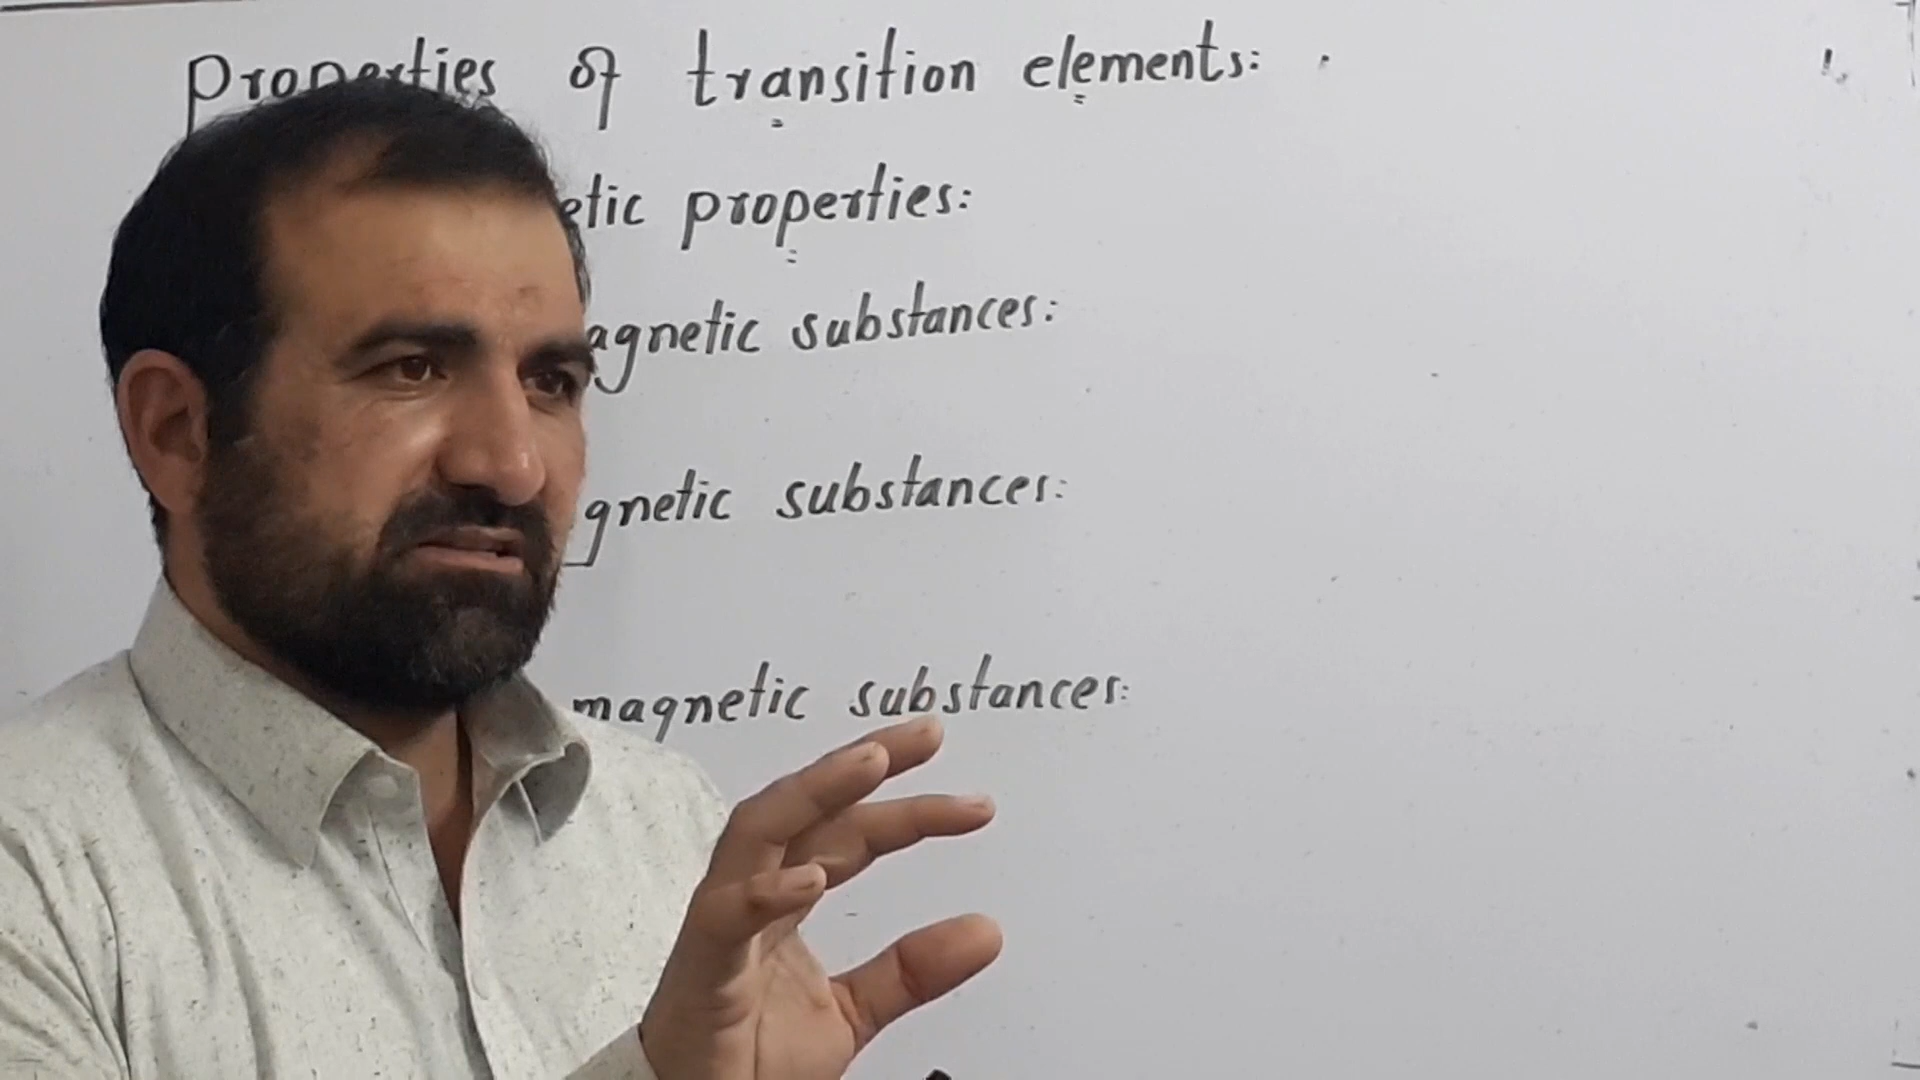 Properties of transition elements:
etic properties:
agnetic substances:
gnetic substances:
magnetic substances: